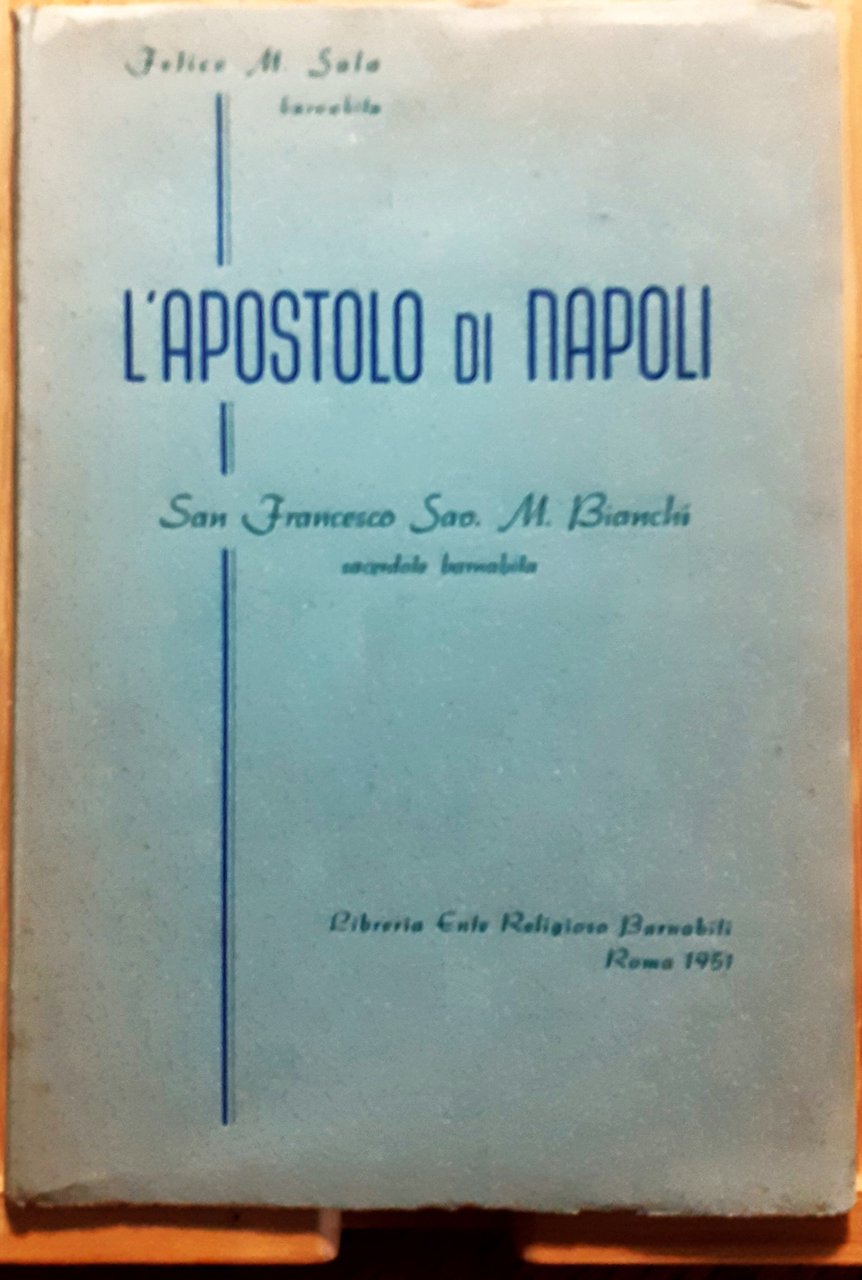 Felice M. Sala
barnabita
L'APOSTOLO DI NAPOLI
San Francesco Sav. M. Bianchi
sacerdote barnabita
Libreria Ente Religioso Barnabiti
Roma 1951